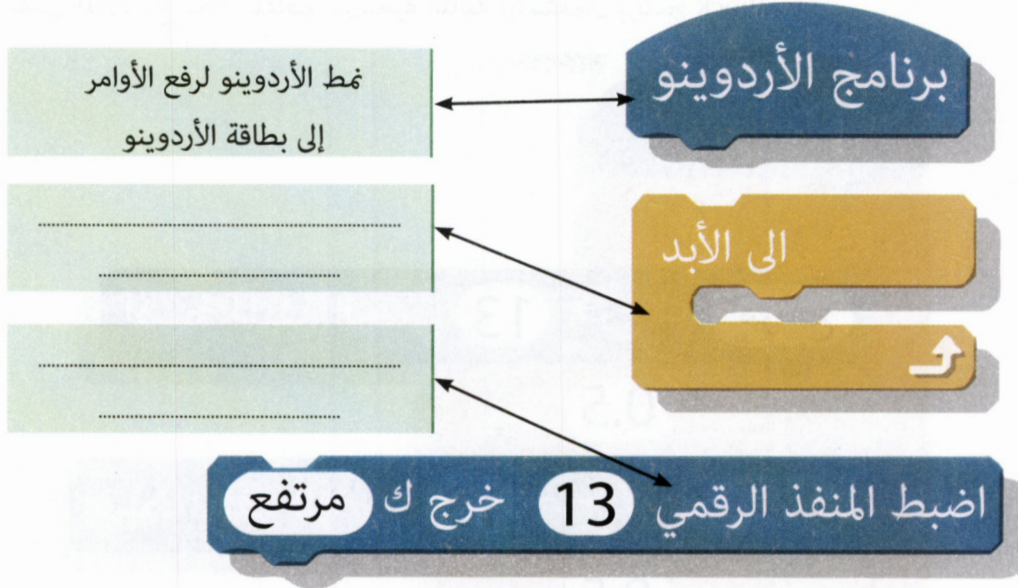 برنامج الأردوينو
نمط الأردوينو لرفع الأوامر
إلى بطاقة الأردوينو
الى الأبد
اضبط المنفذ الرقمي 13 خرج ك مرتفع